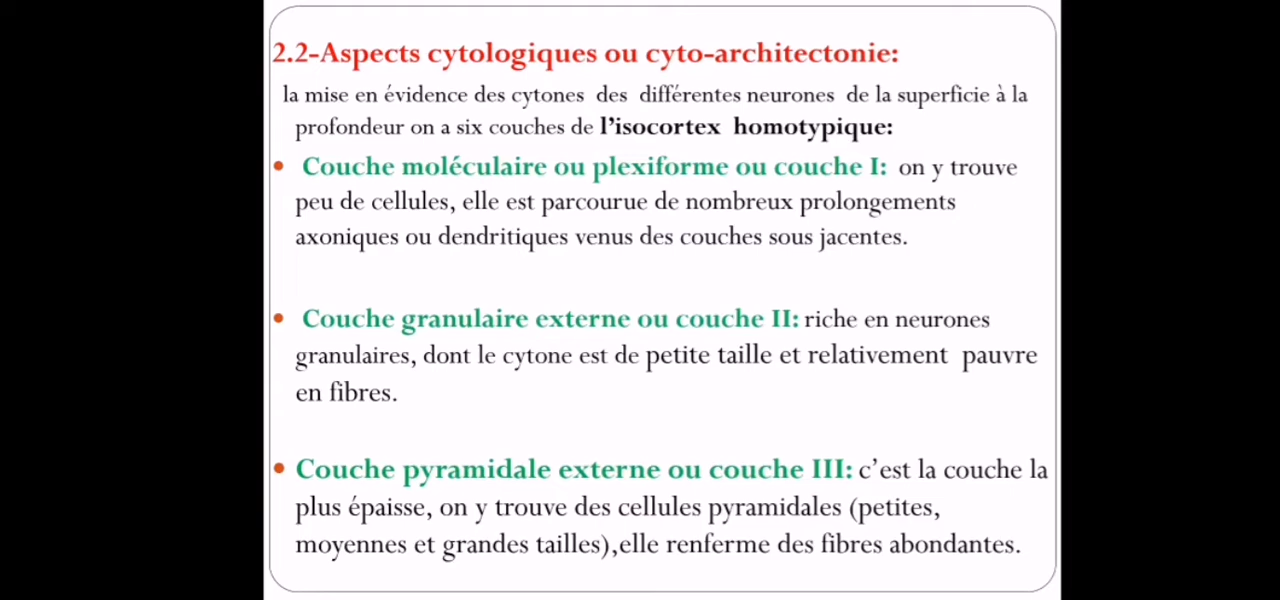 2.2-Aspects cytologiques ou cyto-architectonie:
la mise en évidence des cytones des différentes neurones de la superficie à la
profondeur on a six couches de l'isocortex homotypique:
• Couche moléculaire ou plexiforme ou couche I: on y trouve
peu de cellules, elle est parcourue de nombreux prolongements
axoniques ou dendritiques venus des couches sous jacentes.
• Couche granulaire externe ou couche II: riche en neurones
granulaires, dont le cytone est de petite taille et relativement pauvre
en fibres.
• Couche pyramidale externe ou couche III: c'est la couche la
plus épaisse, on y trouve des cellules pyramidales (petites,
moyennes et grandes tailles),elle renferme des fibres abondantes.